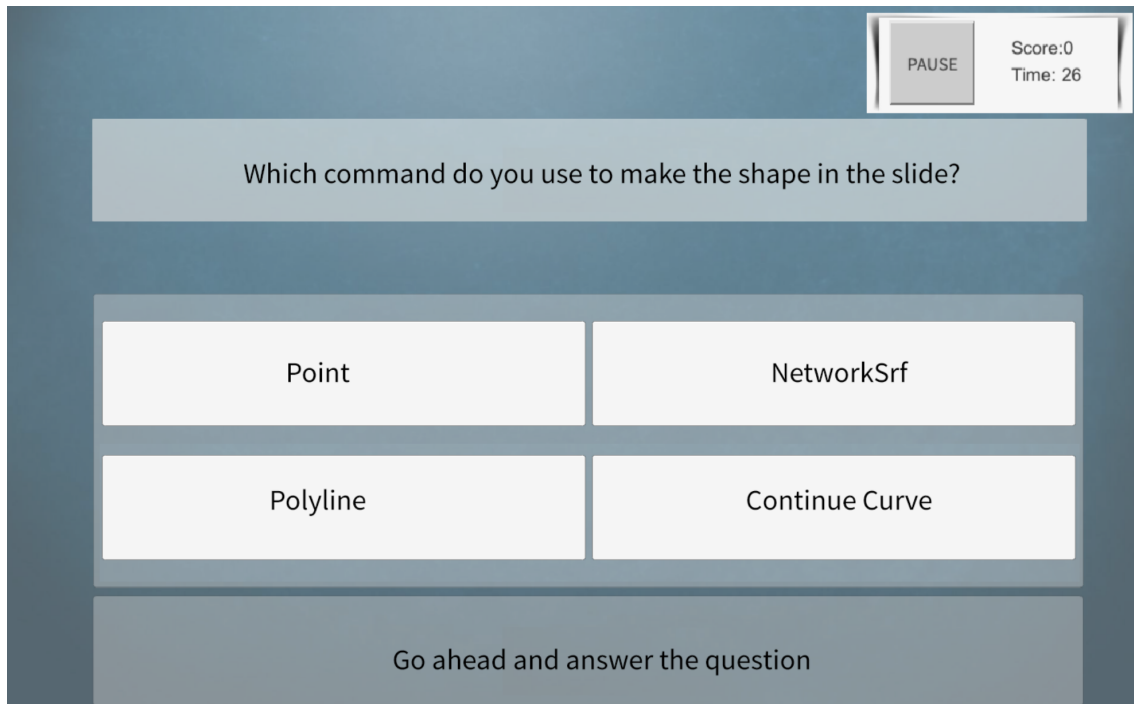 PAUSE
Score:0
Time: 26
Which command do you use to make the shape in the slide?
Point
NetworkSrf
Polyline
Continue Curve
Go ahead and answer the question